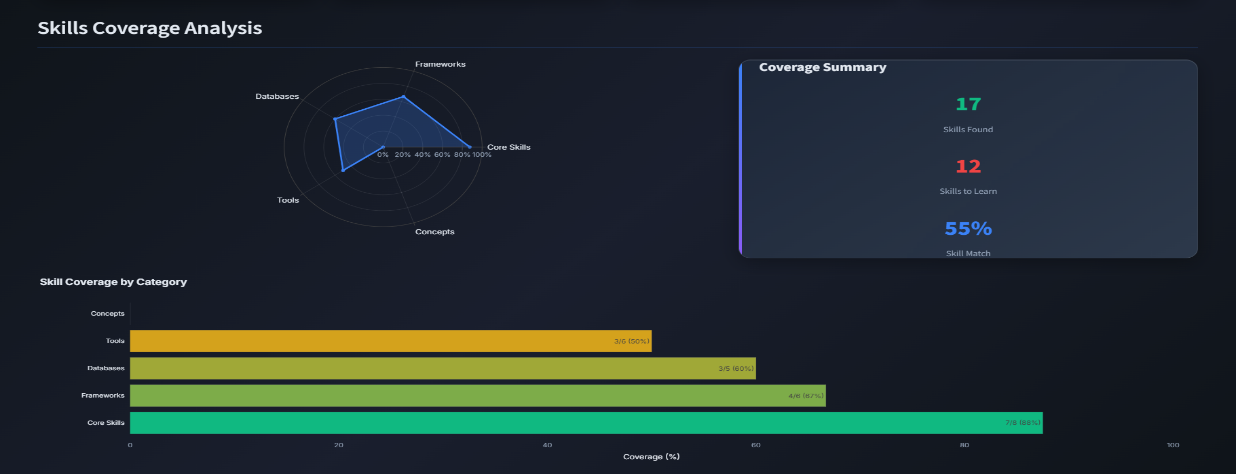 Skills Coverage Analysis
Frameworks
Databases
Core Skills
0% 20% 40% 60% 80% 100%
Tools
Concepts
Coverage Summary
17
Skills Found
12
Skills to Learn
55%
Skill Match
Skill Coverage by Category
Concepts
Tools
3/6 (50%)
Databases
3/5 (60%)
Frameworks
4/6 (67%)
Core Skills
7/8 (88%)
0 20 40 60 80 100
Coverage (%)